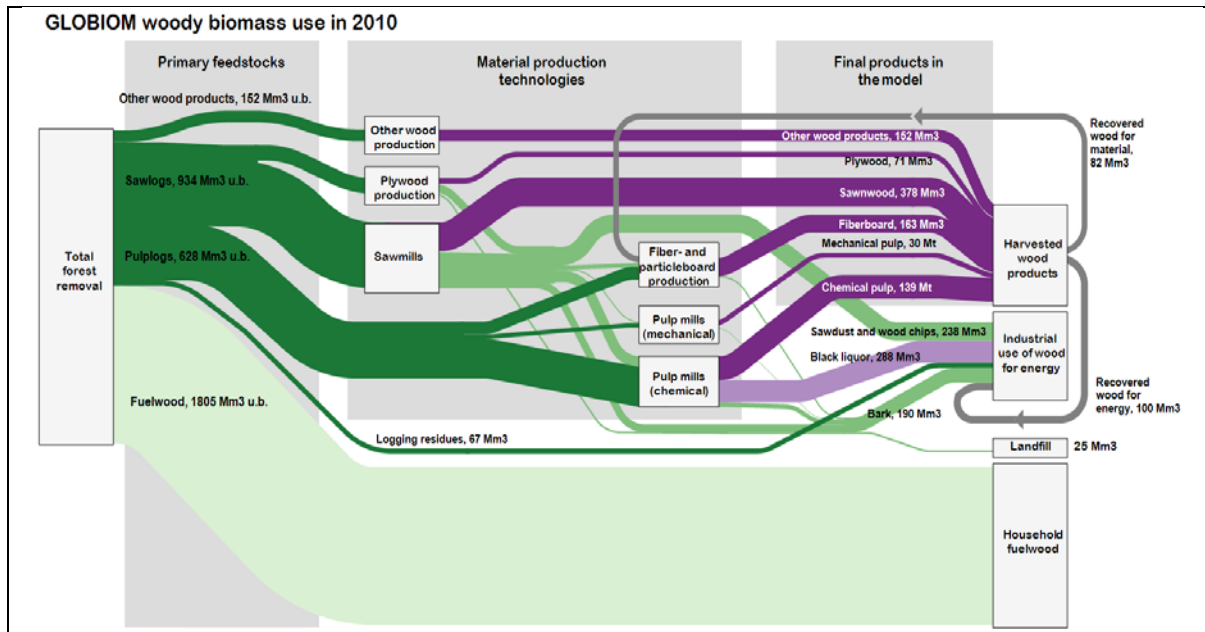 GLOBIOM woody biomass use in 2010
Primary feedstocks
Material production
technologies
Final products in
the model
Other wood products, 152 Mm3 u.b.
Sawlogs, 934 Mm3 u.b.
Pulplogs, 628 Mm3 u.b.
Fuelwood, 1805 Mm3 u.b.
Logging residues, 67 Mm3
Total
forest
removal
Other wood
production
Plywood
production
Sawmills
Fiber- and
particleboard
production
Pulp mills
(mechanical)
Pulp mills
(chemical)
Other wood products, 152 Mm3
Plywood, 71 Mm3
Sawnwood, 378 Mm3
Fiberboard, 163 Mm3
Mechanical pulp, 30 Mt
Chemical pulp, 139 Mt
Sawdust and wood chips, 238 Mm3
Black liquor, 288 Mm3
Bark, 190 Mm3
Recovered
wood for
material,
82 Mm3
Harvested
wood
products
Industrial
use of wood
for energy
Recovered
wood for
energy, 100 Mm3
Landfill
25 Mm3
Household
fuelwood